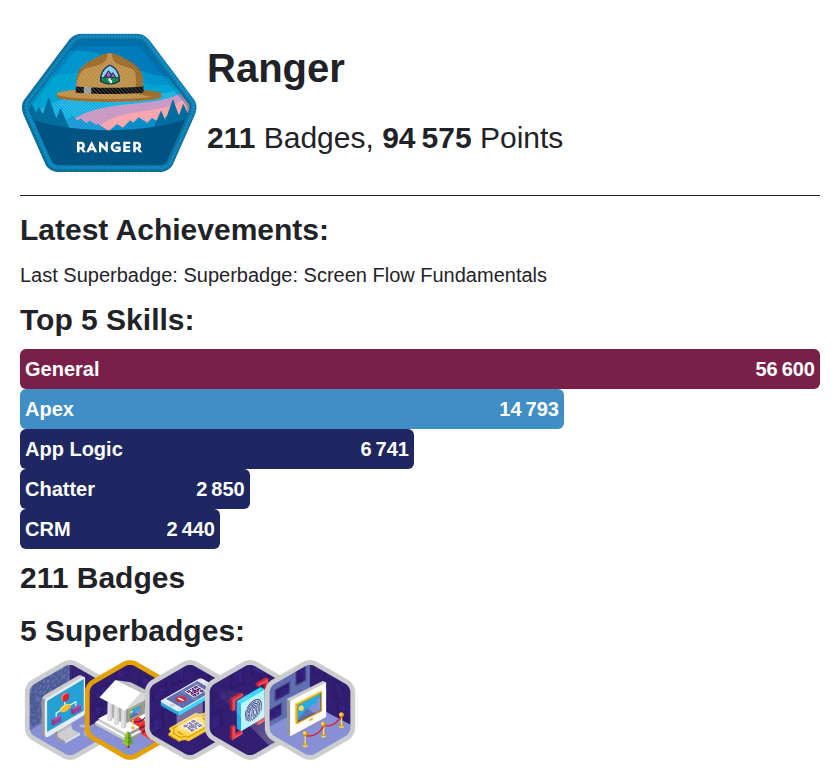 RANGER
Ranger
211 Badges, 94 575 Points
Latest Achievements:
Last Superbadge: Superbadge: Screen Flow Fundamentals
Top 5 Skills:
General 56 600
Apex 14 793
App Logic 6 741
Chatter 2 850
CRM 2 440
211 Badges
5 Superbadges: